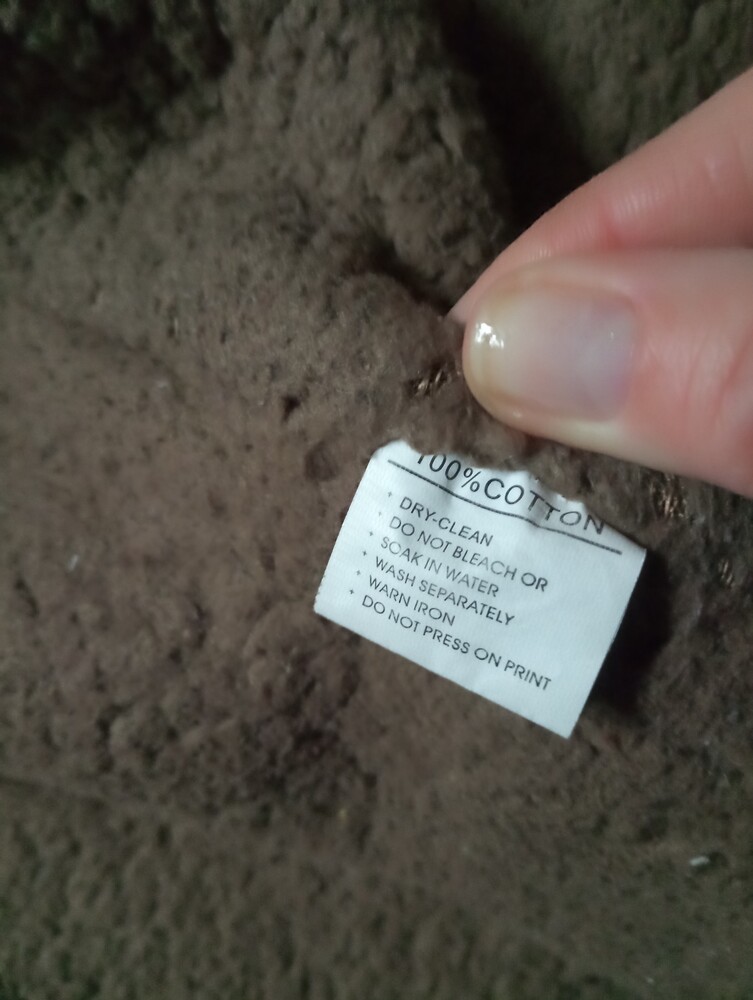 100%COTTON
DRY-CLEAN
DO NOT BLEACH OR
SOAK IN WATER
WASH SEPARATELY
WARN IRON
DO NOT PRESS ON PRINT